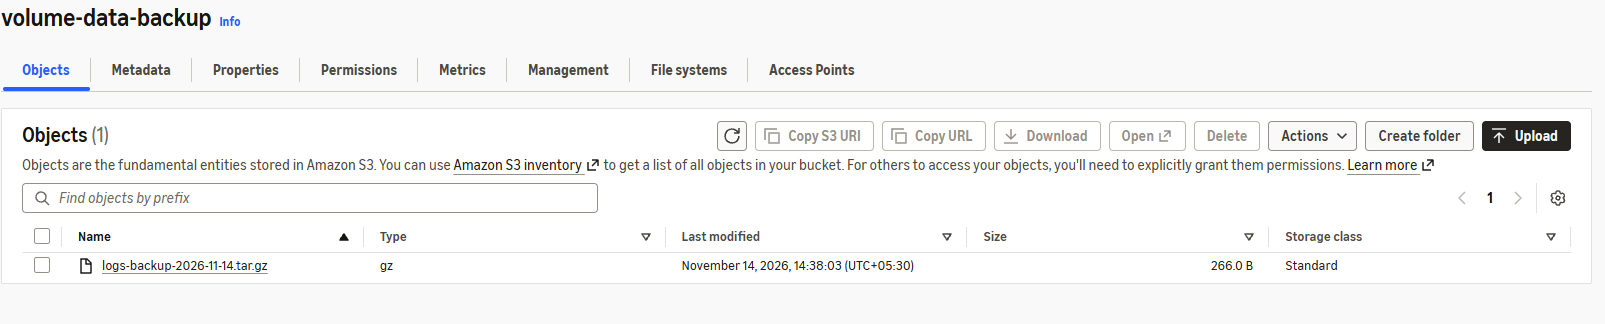 volume-data-backup Info
Objects Metadata Properties Permissions Metrics Management File systems Access Points
Objects (1) Copy S3 URI Copy URL Download Open Delete Actions Create folder Upload
Objects are the fundamental entities stored in Amazon S3. You can use Amazon S3 inventory to get a list of all objects in your bucket. For others to access your objects, you'll need to explicitly grant them permissions. Learn more
Find objects by prefix 1
Name Type Last modified Size Storage class
logs-backup-2026-11-14.tar.gz gz November 14, 2026, 14:38:03 (UTC+05:30) 266.0 B Standard